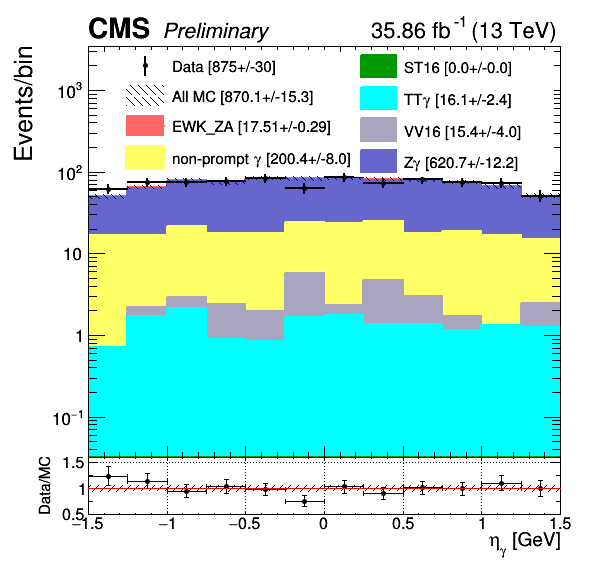 CMS Preliminary 35.86 fb⁻¹ (13 TeV)
Events/bin
Data [875+/-30]
All MC [870.1+/-15.3]
EWK_ZA [17.51+/-0.29]
non-prompt γ [200.4+/-8.0]
ST16 [0.0+/-0.0]
TTγ [16.1+/-2.4]
VV16 [15.4+/-4.0]
Zγ [620.7+/-12.2]
10³
10²
10
1
10⁻¹
Data/MC
1.5
1
0.5
−1.5 −1 −0.5 0 0.5 1 1.5
ηᵧ [GeV]